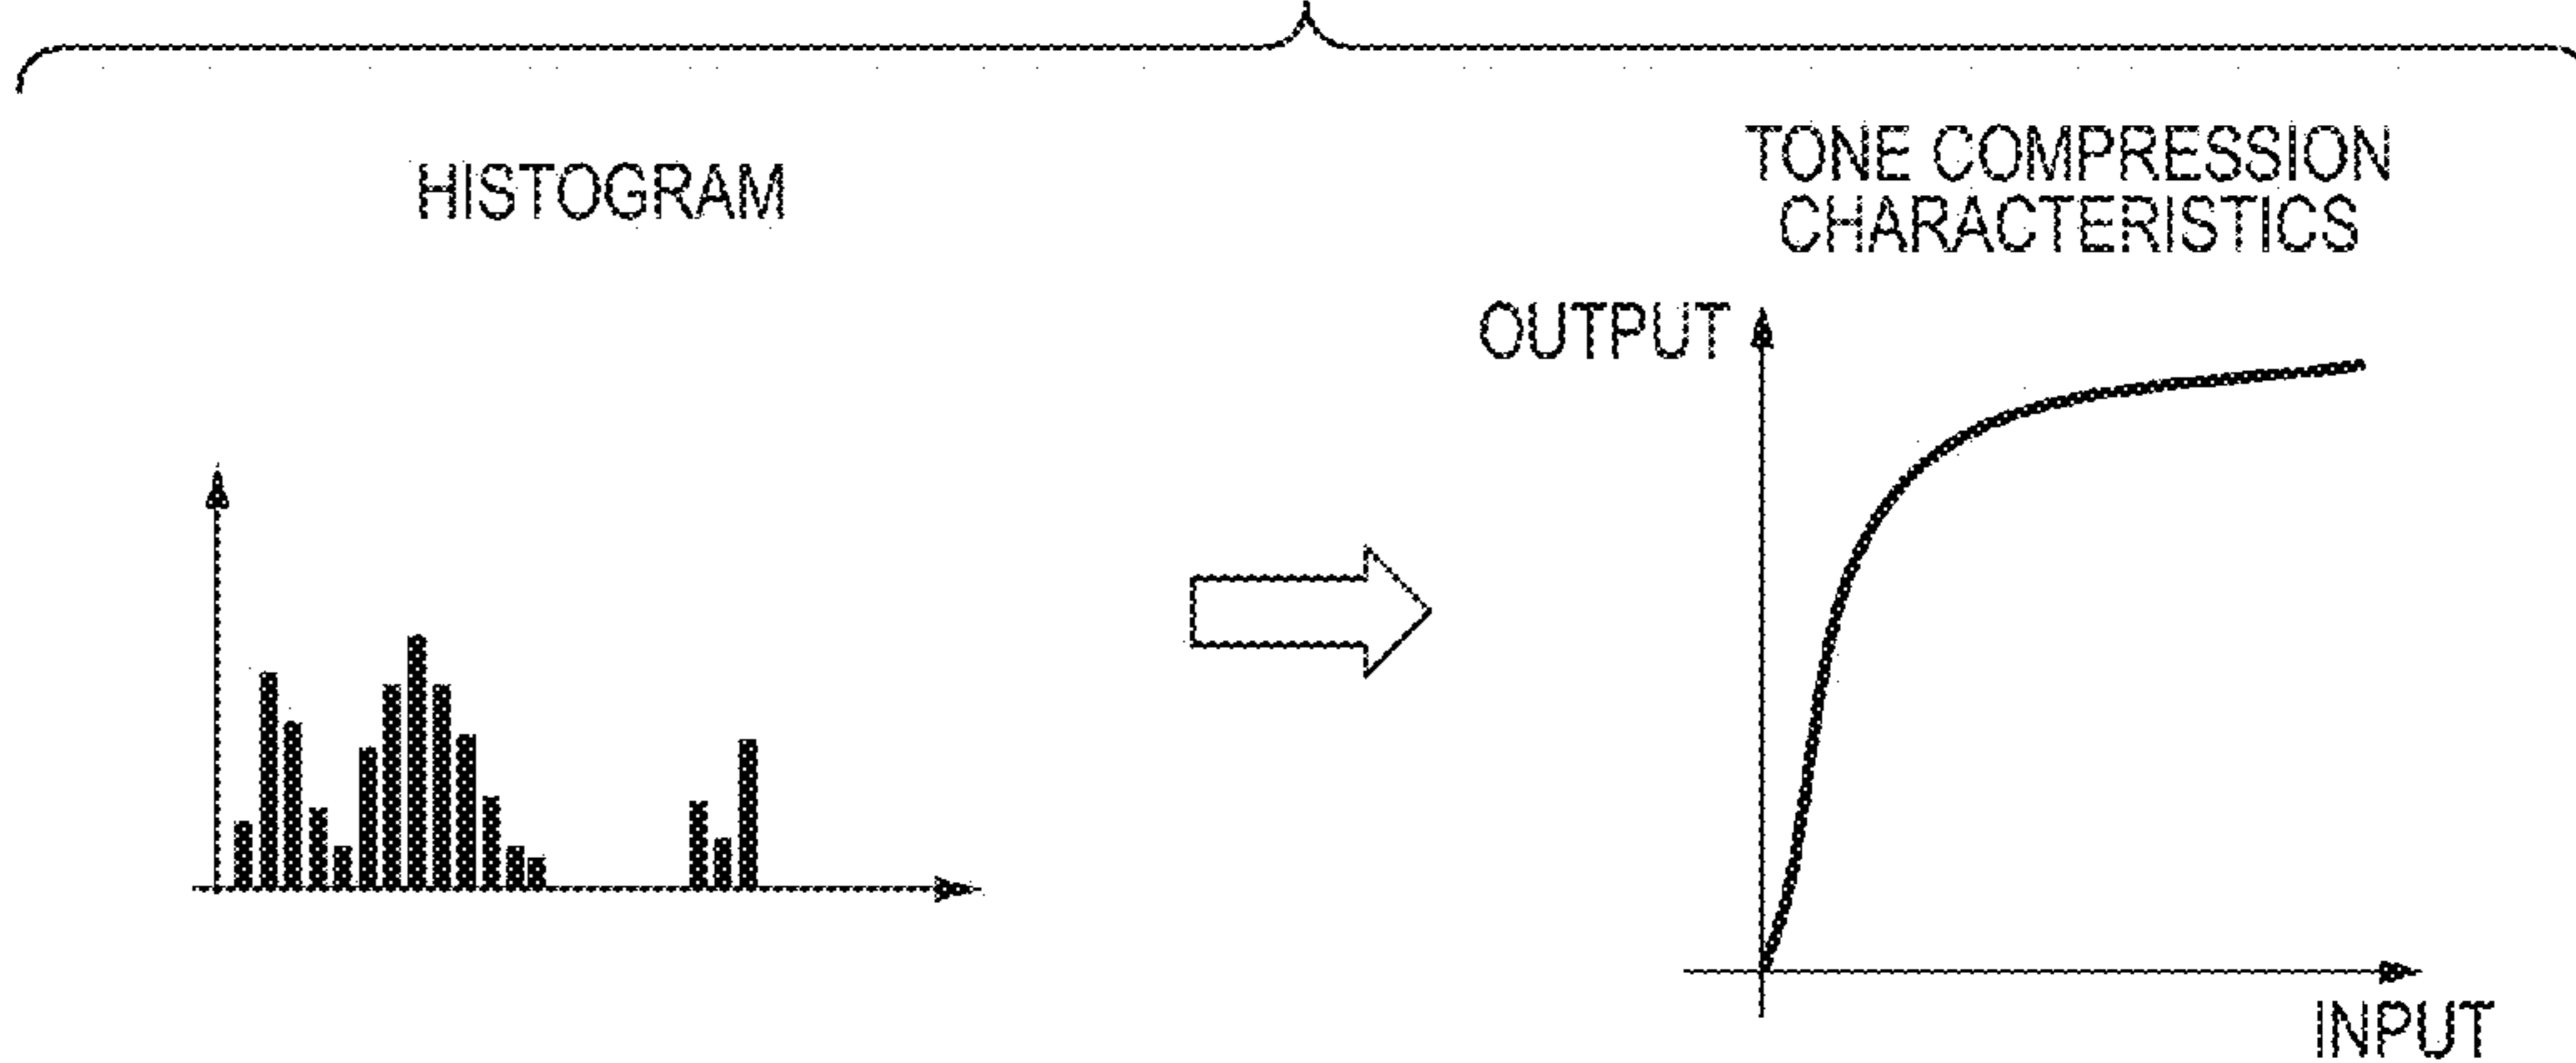 HISTOGRAM
TONE COMPRESSION
CHARACTERISTICS
OUTPUT
INPUT